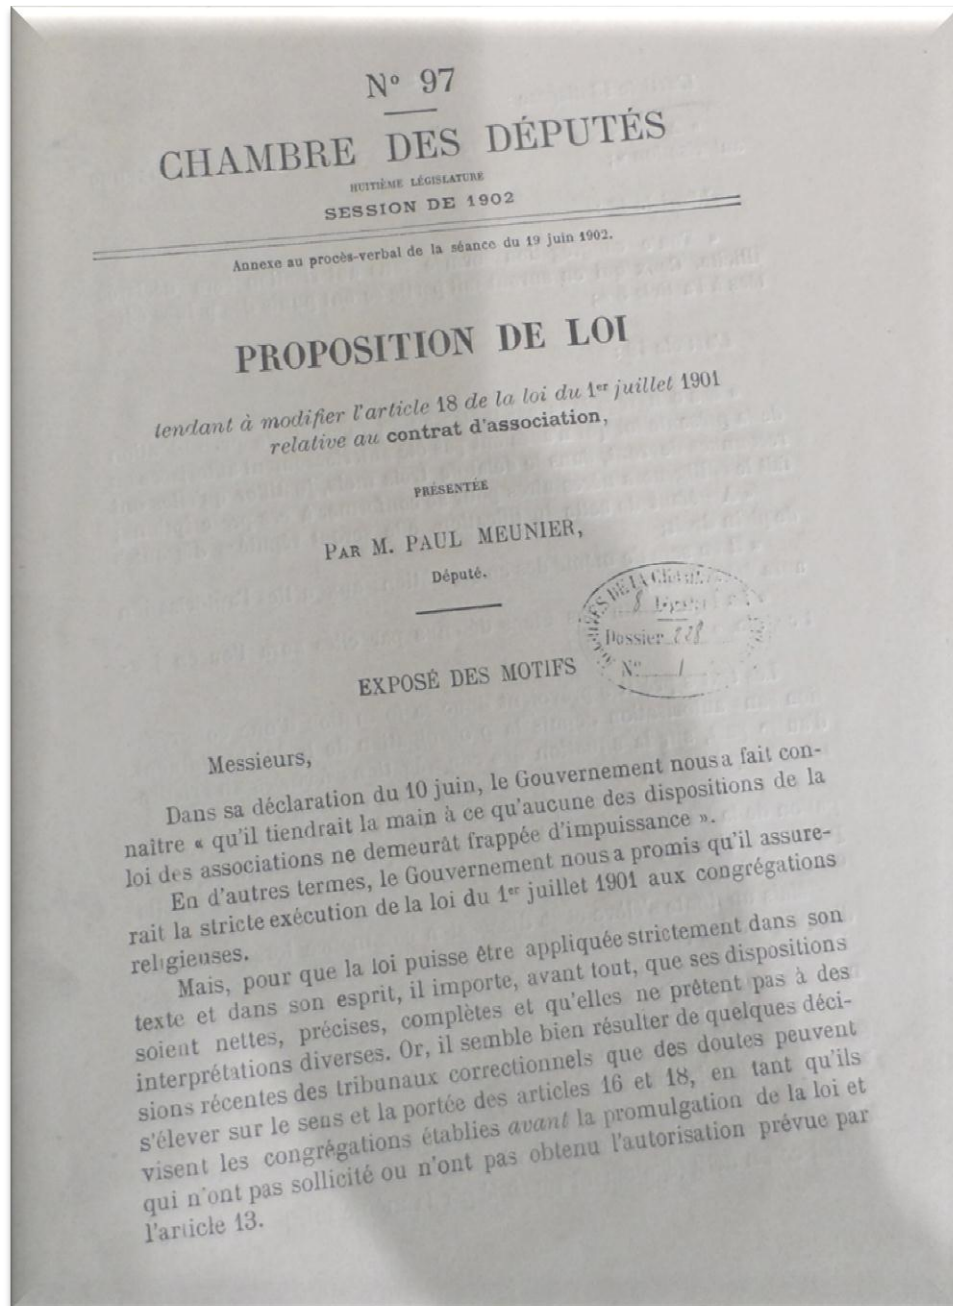 N° 97
CHAMBRE DES DÉPUTÉS
HUITIÈME LÉGISLATURE
SESSION DE 1902
Annexe au procès-verbal de la séance du 19 juin 1902.
PROPOSITION DE LOI
tendant à modifier l'article 18 de la loi du 1er juillet 1901
relative au contrat d'association,
PRÉSENTÉE
PAR M. PAUL MEUNIER,
Député.
DE LA
8
Dossier 228
N° 1
EXPOSÉ DES MOTIFS
Messieurs,
Dans sa déclaration du 10 juin, le Gouvernement nous a fait con-
naître « qu'il tiendrait la main à ce qu'aucune des dispositions de la
loi des associations ne demeurât frappée d'impuissance ».
En d'autres termes, le Gouvernement nous a promis qu'il assure-
rait la stricte exécution de la loi du 1er juillet 1901 aux congrégations
religieuses.
Mais, pour que la loi puisse être appliquée strictement dans son
texte et dans son esprit, il importe, avant tout, que ses dispositions
soient nettes, précises, complètes et qu'elles ne prêtent pas à des
interprétations diverses. Or, il semble bien résulter de quelques déci-
sions récentes des tribunaux correctionnels que des doutes peuvent
s'élever sur le sens et la portée des articles 16 et 18, en tant qu'ils
visent les congrégations établies avant la promulgation de la loi et
qui n'ont pas sollicité ou n'ont pas obtenu l'autorisation prévue par
l'article 13.